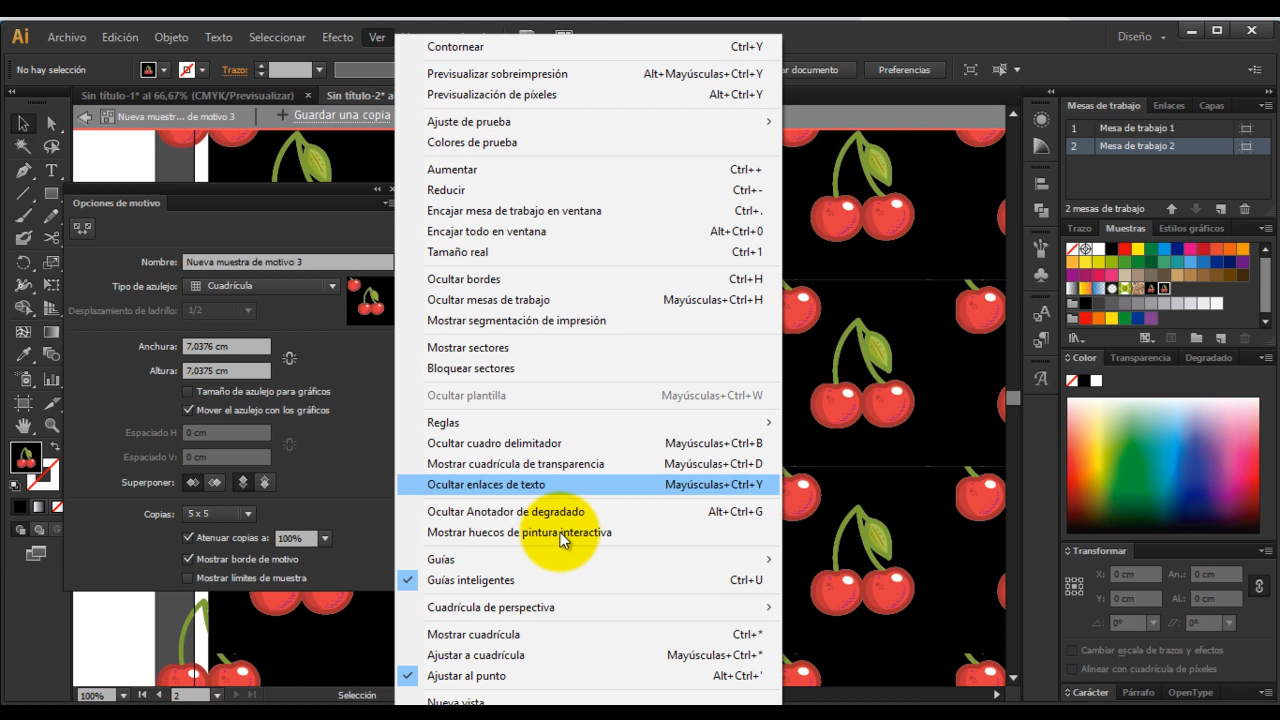 Ai Archivo Edición Objeto Texto Seleccionar Efecto Ver Diseño
No hay selección Trazo: ar documento Preferencias
Sin título-1* al 66,67% (CMYK/Previsualizar) × Sin título-2* al
Nueva muestr... de motivo 3 + Guardar una copia
Opciones de motivo
Nombre: Nueva muestra de motivo 3
Tipo de azulejo: Cuadrícula
Desplazamiento de ladrillo: 1/2
Anchura: 7,0376 cm
Altura: 7,0375 cm
Tamaño de azulejo para gráficos
Mover el azulejo con los gráficos
Espaciado H: 0 cm
Espaciado V: 0 cm
Superponer:
Copias: 5 x 5
Atenuar copias a: 100%
Mostrar borde de motivo
Mostrar límites de muestra
100% 2 Selección
Contornear Ctrl+Y
Previsualizar sobreimpresión Alt+Mayúsculas+Ctrl+Y
Previsualización de píxeles Alt+Ctrl+Y
Ajuste de prueba
Colores de prueba
Aumentar Ctrl++
Reducir Ctrl+-
Encajar mesa de trabajo en ventana Ctrl+.
Encajar todo en ventana Alt+Ctrl+0
Tamaño real Ctrl+1
Ocultar bordes Ctrl+H
Ocultar mesas de trabajo Mayúsculas+Ctrl+H
Mostrar segmentación de impresión
Mostrar sectores
Bloquear sectores
Ocultar plantilla Mayúsculas+Ctrl+W
Reglas
Ocultar cuadro delimitador Mayúsculas+Ctrl+B
Mostrar cuadrícula de transparencia Mayúsculas+Ctrl+D
Ocultar enlaces de texto Mayúsculas+Ctrl+Y
Ocultar Anotador de degradado Alt+Ctrl+G
Mostrar huecos de pintura interactiva
Guías
Guías inteligentes Ctrl+U
Cuadrícula de perspectiva
Mostrar cuadrícula Ctrl+*
Ajustar a cuadrícula Mayúsculas+Ctrl+*
Ajustar al punto Alt+Ctrl+'
Nueva vista
Mesas de trabajo Enlaces Capas
1 Mesa de trabajo 1
2 Mesa de trabajo 2
2 mesas de trabajo
Trazo Muestras Estilos gráficos
Color Transparencia Degradado
Transformar
X: 0 cm An.: 0 cm
Y: 0 cm Al.: 0 cm
0° 0°
Cambiar escala de trazos y efectos
Alinear con cuadrícula de píxeles
Carácter Párrafo OpenType